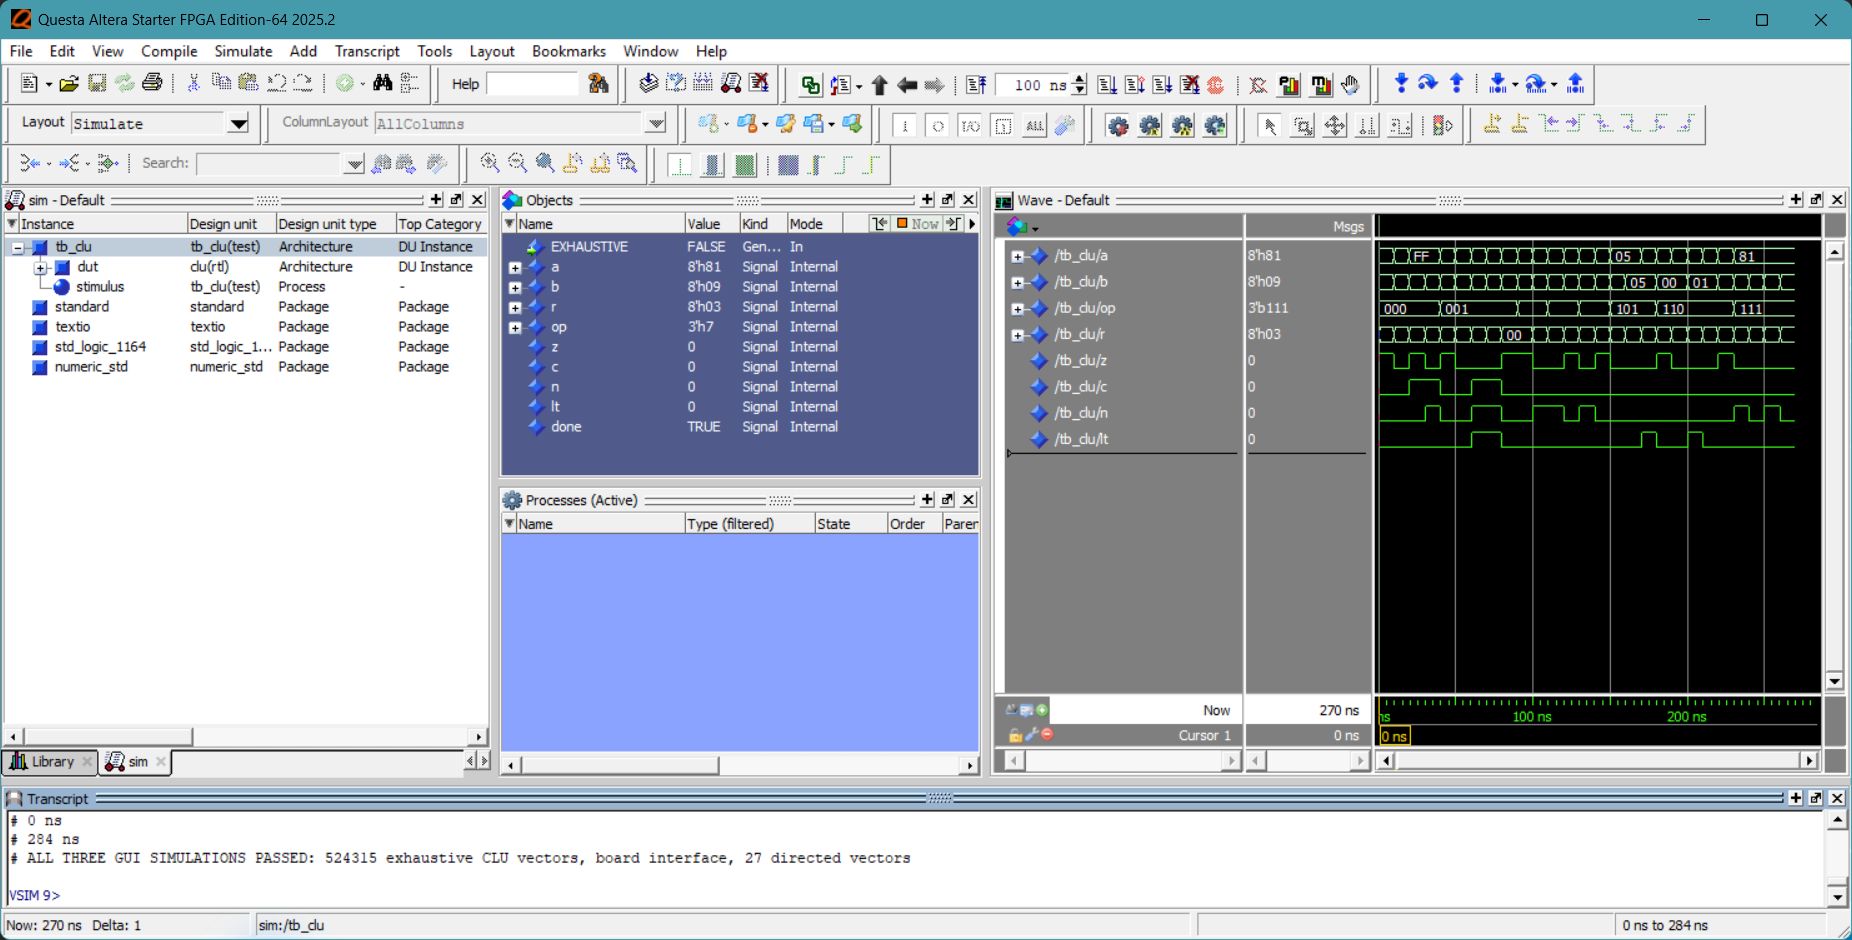 Questa Altera Starter FPGA Edition-64 2025.2
File Edit View Compile Simulate Add Transcript Tools Layout Bookmarks Window Help
Help
100 ns
Layout Simulate
ColumnLayout AllColumns
Search:
sim - Default
Instance Design unit Design unit type Top Category
tb_clu tb_clu(test) Architecture DU Instance
dut clu(rtl) Architecture DU Instance
stimulus tb_clu(test) Process -
standard standard Package Package
textio textio Package Package
std_logic_1164 std_logic_1... Package Package
numeric_std numeric_std Package Package
Library sim
Objects
Name Value Kind Mode Now
EXHAUSTIVE FALSE Gen... In
a 8'h81 Signal Internal
b 8'h09 Signal Internal
r 8'h03 Signal Internal
op 3'h7 Signal Internal
z 0 Signal Internal
c 0 Signal Internal
n 0 Signal Internal
lt 0 Signal Internal
done TRUE Signal Internal
Processes (Active)
Name Type (filtered) State Order Paren
Wave - Default
Msgs
/tb_clu/a 8'h81 FF 05 81
/tb_clu/b 8'h09 05 00 01
/tb_clu/op 3'b111 000 001 101 110 111
/tb_clu/r 8'h03 00
/tb_clu/z 0
/tb_clu/c 0
/tb_clu/n 0
/tb_clu/lt 0
Now 270 ns ns 100 ns 200 ns
Cursor 1 0 ns 0 ns
Transcript
# 0 ns
# 284 ns
# ALL THREE GUI SIMULATIONS PASSED: 524315 exhaustive CLU vectors, board interface, 27 directed vectors
VSIM 9>
Now: 270 ns Delta: 1 sim:/tb_clu 0 ns to 284 ns